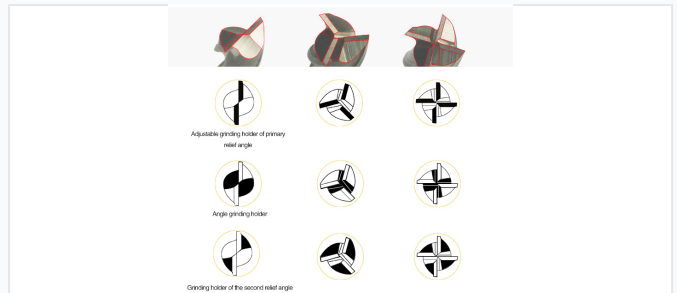 Adjustable grinding holder of primary
relief angle
Angle grinding holder
Grinding holder of the second relief angle